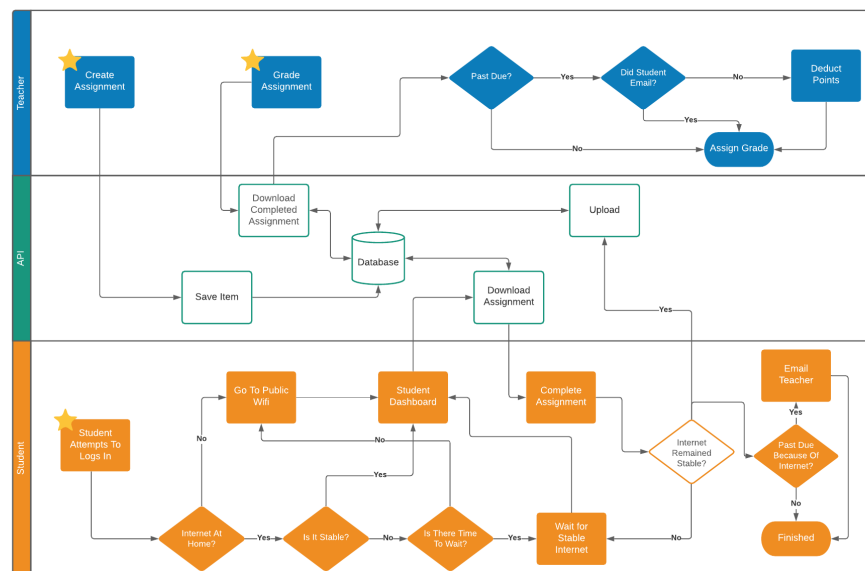 Teacher
Create
Assignment
Grade
Assignment
Past Due?
Yes
Did Student
Email?
No
Deduct
Points
Yes
No
Assign Grade
API
Download
Completed
Assignment
Upload
Database
Save Item
Download
Assignment
Yes
Student
Student
Attempts To
Logs In
Go To Public
Wifi
Student
Dashboard
Complete
Assignment
Email
Teacher
No
No
Yes
Internet
Remained
Stable?
Yes
Past Due
Because Of
Internet?
No
Internet At
Home?
Yes
Is It Stable?
No
Is There Time
To Wait?
Yes
Wait for
Stable
Internet
No
Finished